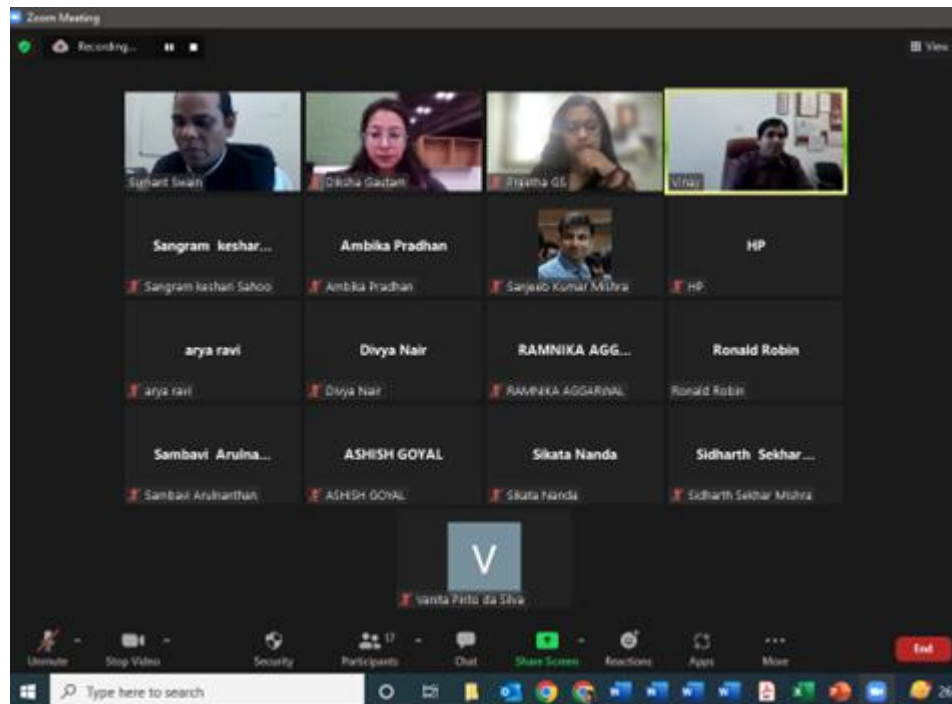 Zoom Meeting
Recording...
View
Sumant Swain
Diksha Gautam
Preetha GS
Vinay
Sangram keshar...
Ambika Pradhan
HP
Sangram keshari Sahoo
Ambika Pradhan
Sanjeeb Kumar Mishra
HP
arya ravi
Divya Nair
RAMNIKA AGG...
Ronald Robin
arya ravi
Divya Nair
RAMNIKA AGGARWAL
Ronald Robin
Sambavi Arulna...
ASHISH GOYAL
Sikata Nanda
Sidharth Sekhar...
Sambavi Arulnanthan
ASHISH GOYAL
Sikata Nanda
Sidharth Sekhar Mishra
V
Vanita Pinto da Silva
17
Unmute
Stop Video
Security
Participants
Chat
Share Screen
Reactions
Apps
More
End
Type here to search
26